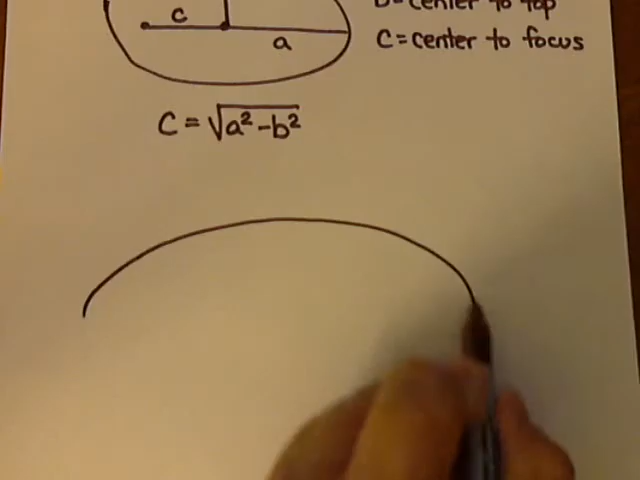 b=center to top
c
a
C=center to focus
C=√a²-b²